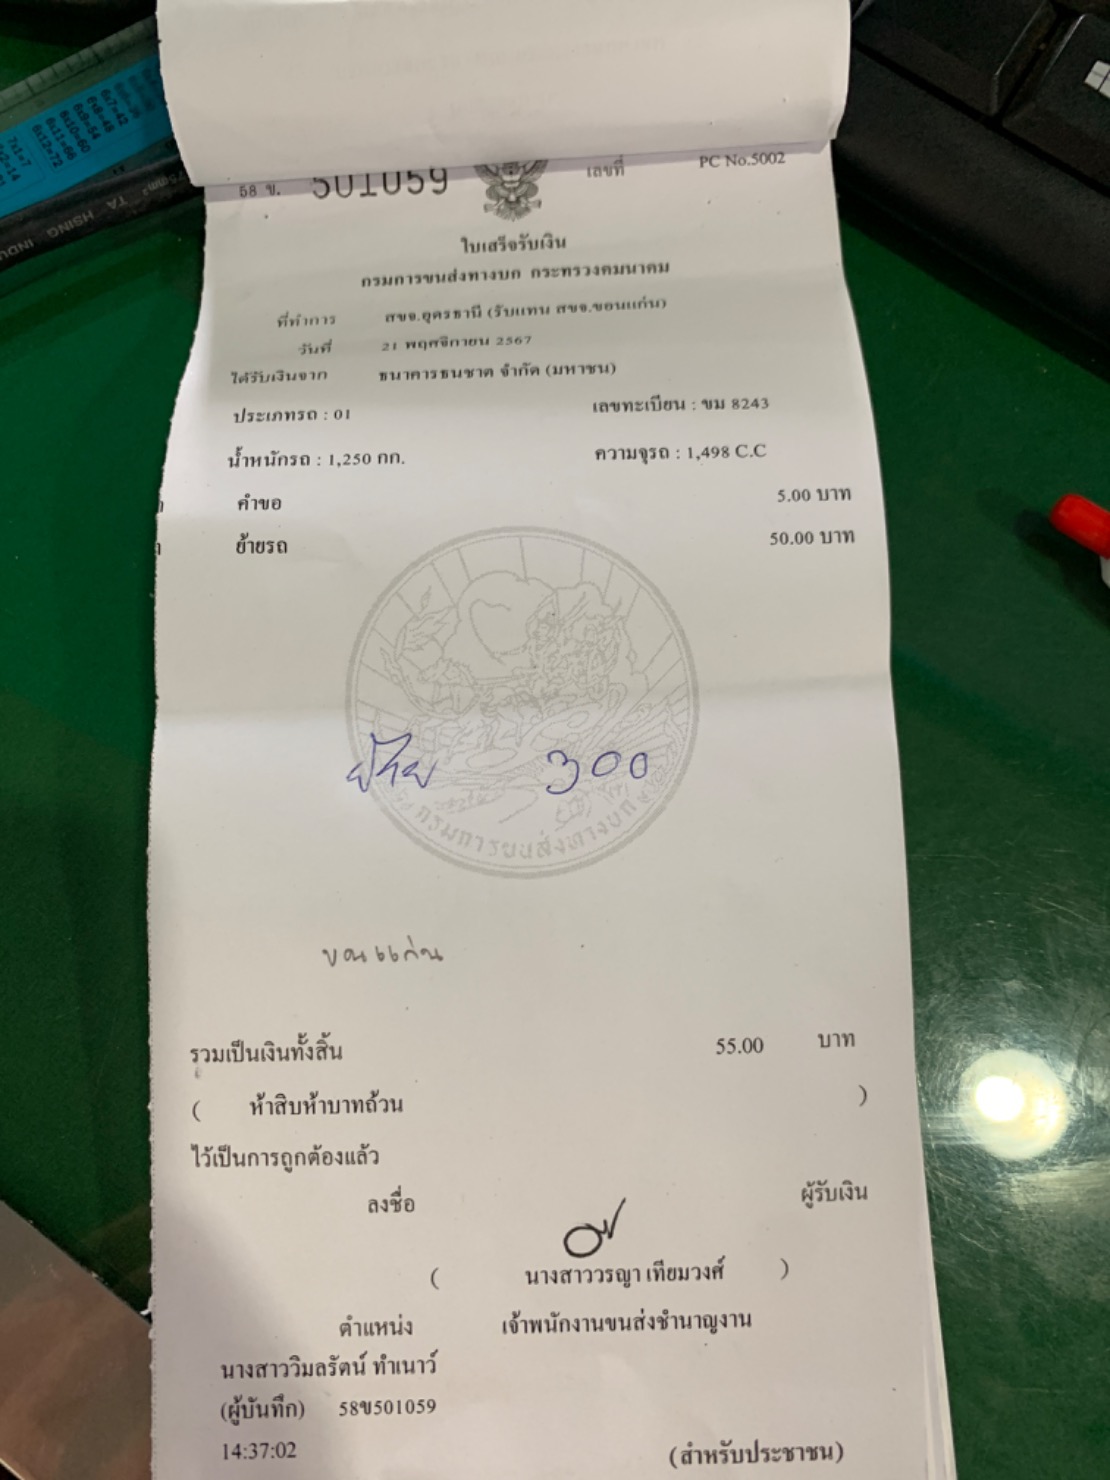 58 ข. 501059 เลขที่ PC No.5002
ใบเสร็จรับเงิน
กรมการขนส่งทางบก กระทรวงคมนาคม
ที่ทำการ สขจ.อุดรธานี (รับแทน สขจ.ขอนแก่น)
วันที่ 21 พฤศจิกายน 2567
ได้รับเงินจาก ธนาคารธนชาต จำกัด (มหาชน)
ประเภทรถ : 01 เลขทะเบียน : ขม 8243
น้ำหนักรถ : 1,250 กก. ความจุรถ : 1,498 C.C
คำขอ 5.00 บาท
ย้ายรถ 50.00 บาท
ย้าย 300
กรมการขนส่งทางบก
ขอนแก่น
รวมเป็นเงินทั้งสิ้น 55.00 บาท
( ห้าสิบห้าบาทถ้วน )
ไว้เป็นการถูกต้องแล้ว
ลงชื่อ ผู้รับเงิน
( นางสาววรญา เทียมวงศ์ )
ตำแหน่ง เจ้าพนักงานขนส่งชำนาญงาน
นางสาววิมลรัตน์ ทำเนาว์
(ผู้บันทึก) 58ข501059
14:37:02 (สำหรับประชาชน)